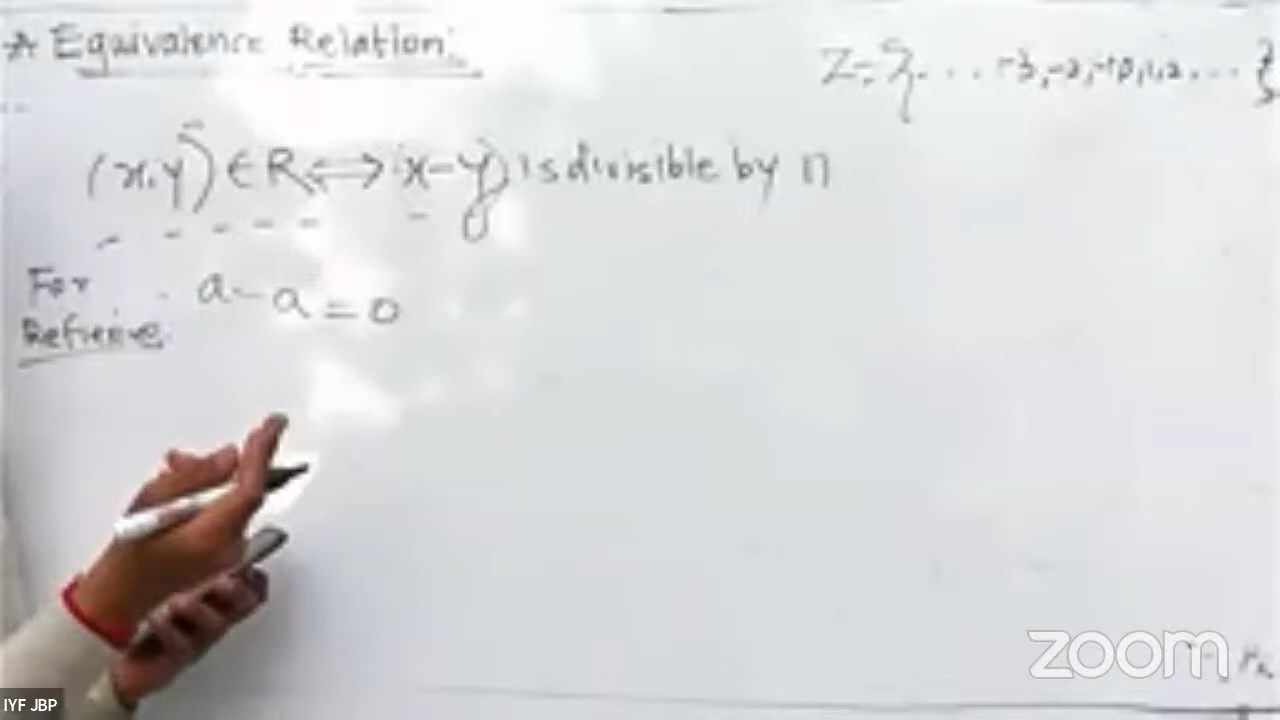 * Equivalence Relation:
Z = {. . . -3, -2, -1 0, 1, 2, . . . }
(x, y) ∈ R ⟷ (x - y) is divisible by n
For Reflexive a - a = 0
zoom
IYF JBP